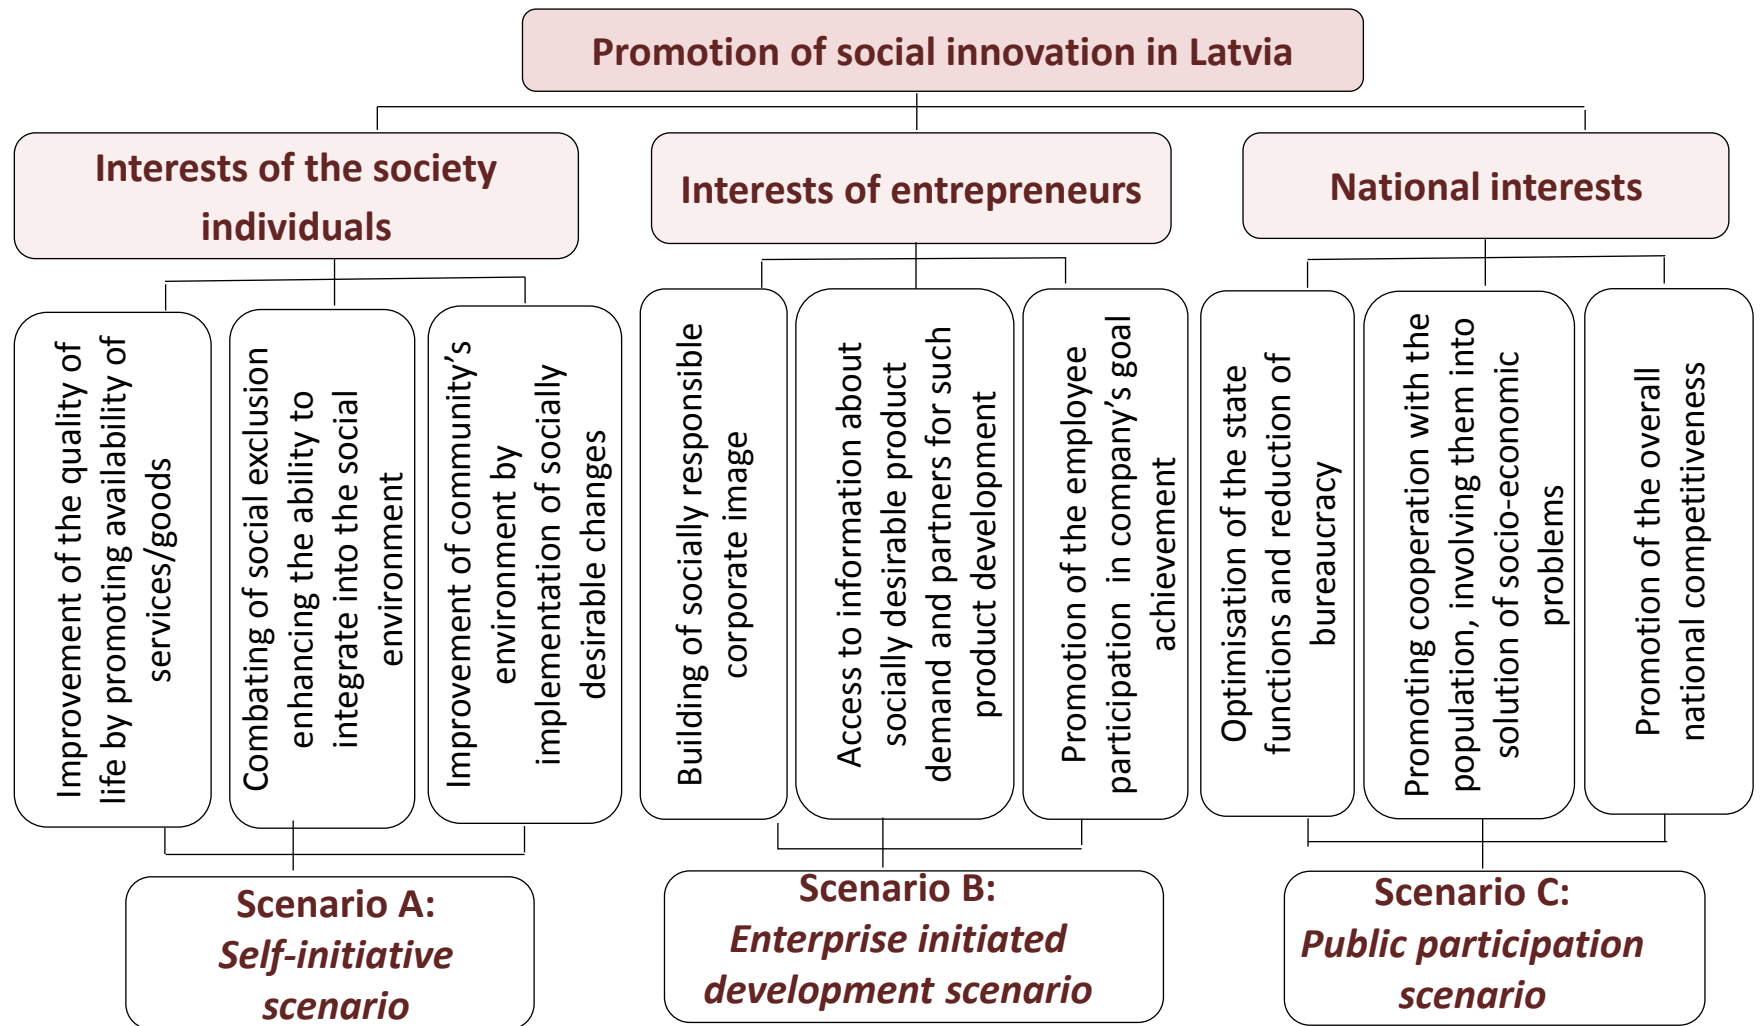 Promotion of social innovation in Latvia
Interests of the society
individuals
Interests of entrepreneurs
National interests
Improvement of the quality of
life by promoting availability of
services/goods
Combating of social exclusion
enhancing the ability to
integrate into the social
environment
Improvement of community’s
environment by
implementation of socially
desirable changes
Building of socially responsible
corporate image
Access to information about
socially desirable product
demand and partners for such
product development
Promotion of the employee
participation in company’s goal
achievement
Optimisation of the state
functions and reduction of
bureaucracy
Promoting cooperation with the
population, involving them into
solution of socio-economic
problems
Promotion of the overall
national competitiveness
Scenario A:
Self-initiative
scenario
Scenario B:
Enterprise initiated
development scenario
Scenario C:
Public participation
scenario